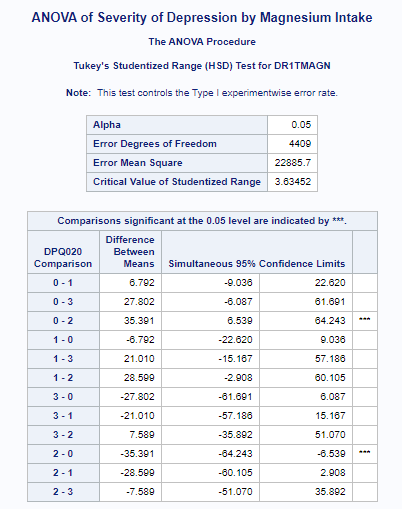 ANOVA of Severity of Depression by Magnesium Intake
The ANOVA Procedure
Tukey's Studentized Range (HSD) Test for DR1TMAGN
Note: This test controls the Type I experimentwise error rate.
Alpha 0.05
Error Degrees of Freedom 4409
Error Mean Square 22885.7
Critical Value of Studentized Range 3.63452
Comparisons significant at the 0.05 level are indicated by ***.
DPQ020 Comparison Difference Between Means Simultaneous 95% Confidence Limits
0 - 1 6.792 -9.036 22.620
0 - 3 27.802 -6.087 61.691
0 - 2 35.391 6.539 64.243 ***
1 - 0 -6.792 -22.620 9.036
1 - 3 21.010 -15.167 57.186
1 - 2 28.599 -2.908 60.105
3 - 0 -27.802 -61.691 6.087
3 - 1 -21.010 -57.186 15.167
3 - 2 7.589 -35.892 51.070
2 - 0 -35.391 -64.243 -6.539 ***
2 - 1 -28.599 -60.105 2.908
2 - 3 -7.589 -51.070 35.892